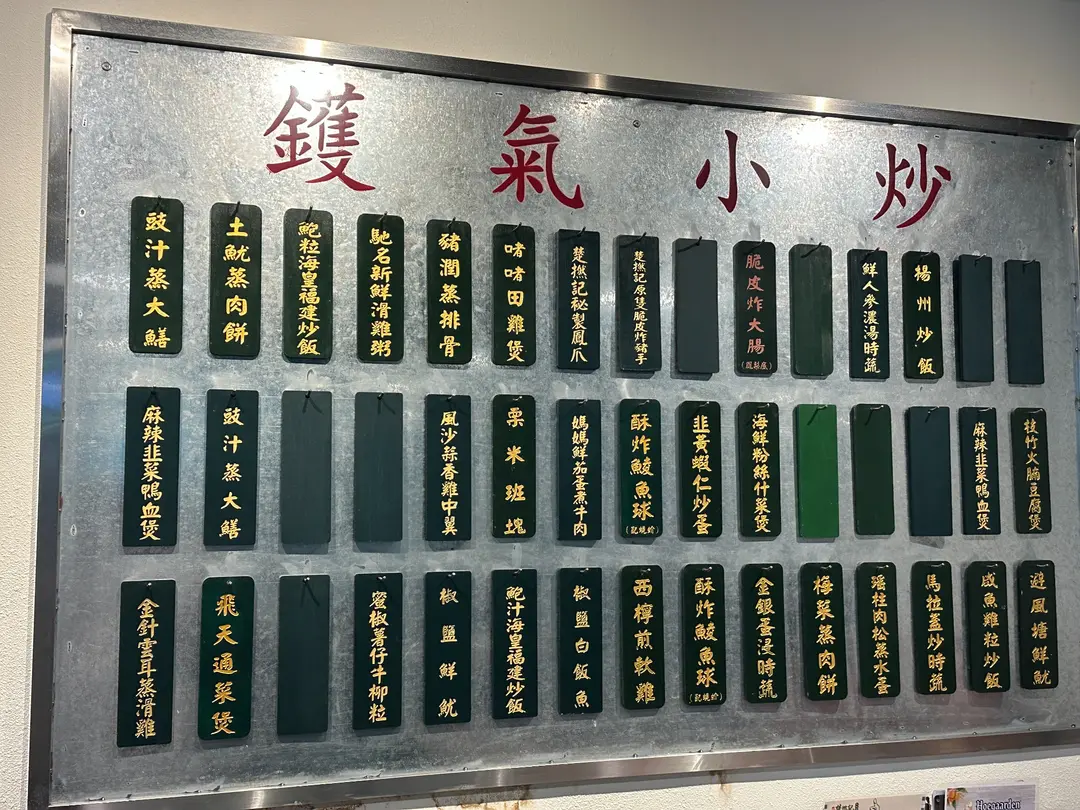 鑊氣小炒
豉汁蒸大鱔
土魷蒸肉餅
鮑粒海皇福建炒飯
馳名新鮮滑雞粥
豬潤蒸排骨
啫啫田雞煲
楚撚記祕製鳳爪
楚撚記原隻脆皮炸豬手
脆皮炸大腸
鮮人參濃湯時蔬
楊州炒飯
麻辣韭菜鴨血煲
豉汁蒸大鱔
風沙蒜香雞中翼
粟米班塊
媽媽鮮茄蛋煮牛肉
酥炸鯪魚球
(配蜆蚧)
韭黃蝦仁炒蛋
海鮮粉絲什菜煲
麻辣韭菜鴨血煲
枝竹火腩豆腐煲
金針雲耳蒸滑雞
飛天通菜煲
蜜椒薯仔牛柳粒
椒鹽鮮魷
鮑汁海皇福建炒飯
椒鹽白飯魚
西檸煎軟雞
酥炸鯪魚球
(配蜆蚧)
金銀蛋浸時蔬
梅菜蒸肉餅
瑤柱肉松蒸水蛋
馬拉盞炒時蔬
咸魚雞粒炒飯
避風塘鮮魷
Hoegaarden